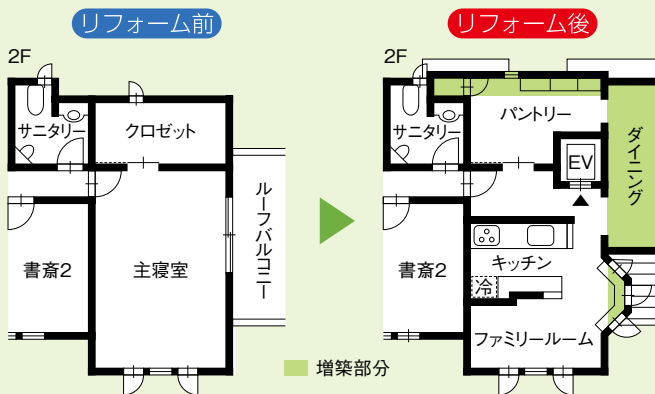 リフォーム前
2F
サニタリー
クロゼット
書斎2
主寝室
ルーフバルコニー
リフォーム後
2F
サニタリー
パントリー
EV
ダイニング
書斎2
キッチン
冷
ファミリールーム
増築部分